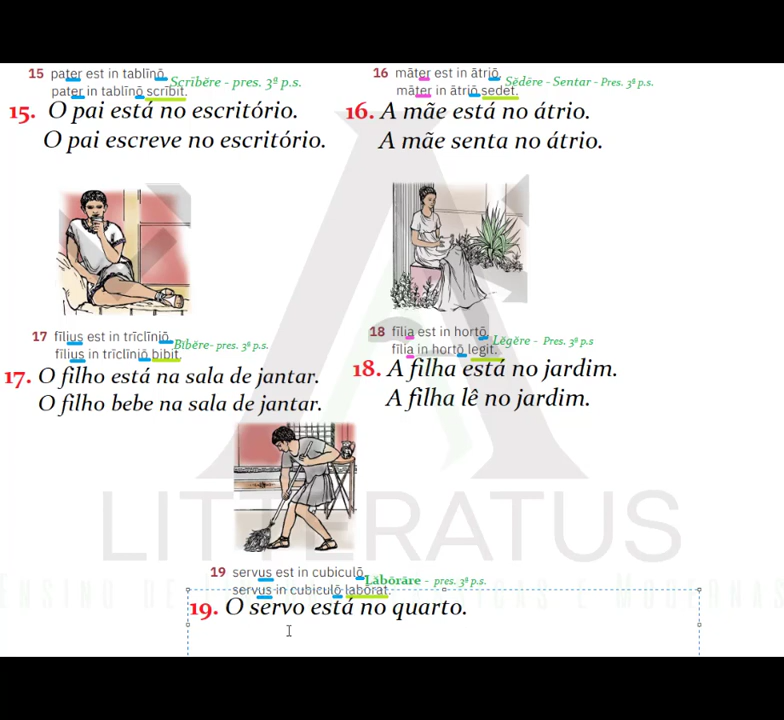 15 pater est in tablīnō.
pater in tablīnō scrībit.
Scrībĕre - pres. 3ª p.s.
15. O pai está no escritório.
O pai escreve no escritório.
16 māter est in ātriō.
māter in ātriō sedet.
Sĕdēre - Sentar - Pres. 3ª p.s.
16. A mãe está no átrio.
A mãe senta no átrio.
17 fīlius est in trīclīniō.
fīlius in trīclīniō bibit.
Bibĕre- pres. 3ª p.s.
17. O filho está na sala de jantar.
O filho bebe na sala de jantar.
18 fīlia est in hortō.
fīlia in hortō legit.
Lĕgĕre - Pres. 3ª p.s
18. A filha está no jardim.
A filha lê no jardim.
LITTERATUS
19 servus est in cubiculō.
servus in cubiculō labōrat.
Lăbōrāre - pres. 3ª p.s.
19. O servo está no quarto.